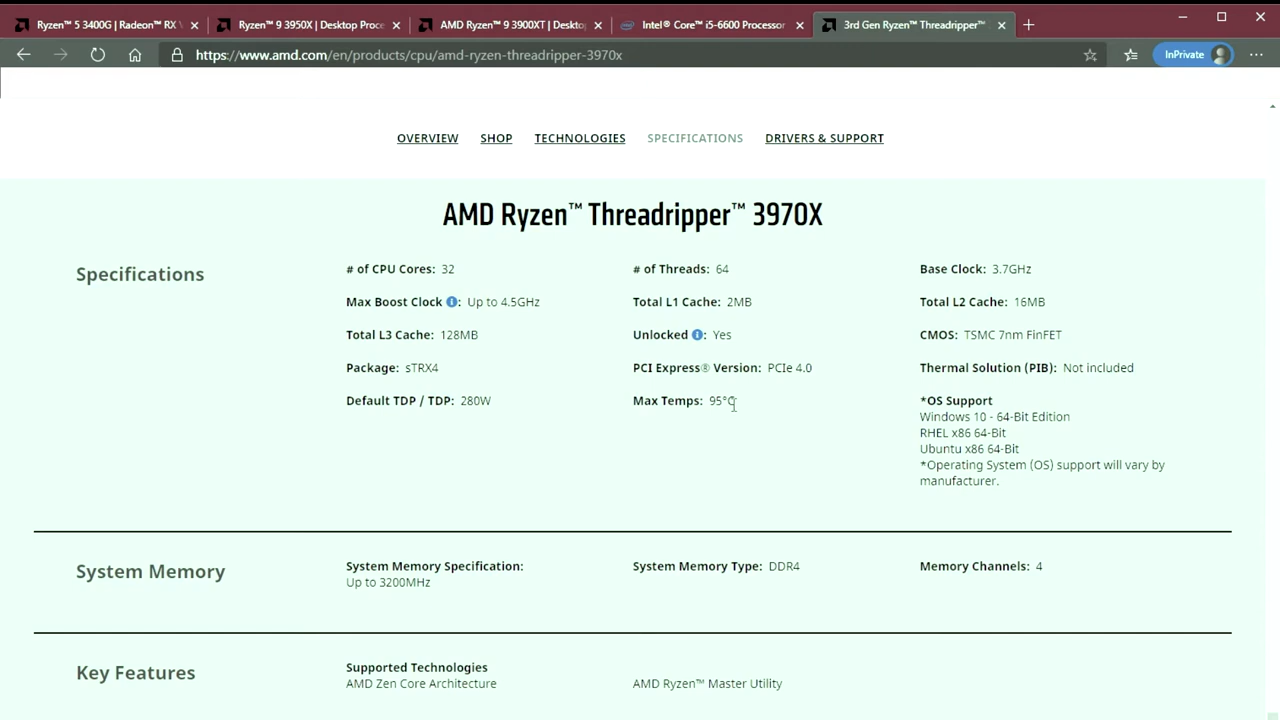 Ryzen™ 5 3400G | Radeon™ RX V
Ryzen™ 9 3950X | Desktop Proce
AMD Ryzen™ 9 3900XT | Deskto
Intel® Core™ i5-6600 Processor
3rd Gen Ryzen™ Threadripper™
https://www.amd.com/en/products/cpu/amd-ryzen-threadripper-3970x
InPrivate
OVERVIEW SHOP TECHNOLOGIES SPECIFICATIONS DRIVERS & SUPPORT
AMD Ryzen™ Threadripper™ 3970X
Specifications
# of CPU Cores: 32
# of Threads: 64
Base Clock: 3.7GHz
Max Boost Clock : Up to 4.5GHz
Total L1 Cache: 2MB
Total L2 Cache: 16MB
Total L3 Cache: 128MB
Unlocked : Yes
CMOS: TSMC 7nm FinFET
Package: sTRX4
PCI Express® Version: PCIe 4.0
Thermal Solution (PIB): Not included
Default TDP / TDP: 280W
Max Temps: 95°C
*OS Support
Windows 10 - 64-Bit Edition
RHEL x86 64-Bit
Ubuntu x86 64-Bit
*Operating System (OS) support will vary by
manufacturer.
System Memory
System Memory Specification:
Up to 3200MHz
System Memory Type: DDR4
Memory Channels: 4
Key Features
Supported Technologies
AMD Zen Core Architecture
AMD Ryzen™ Master Utility